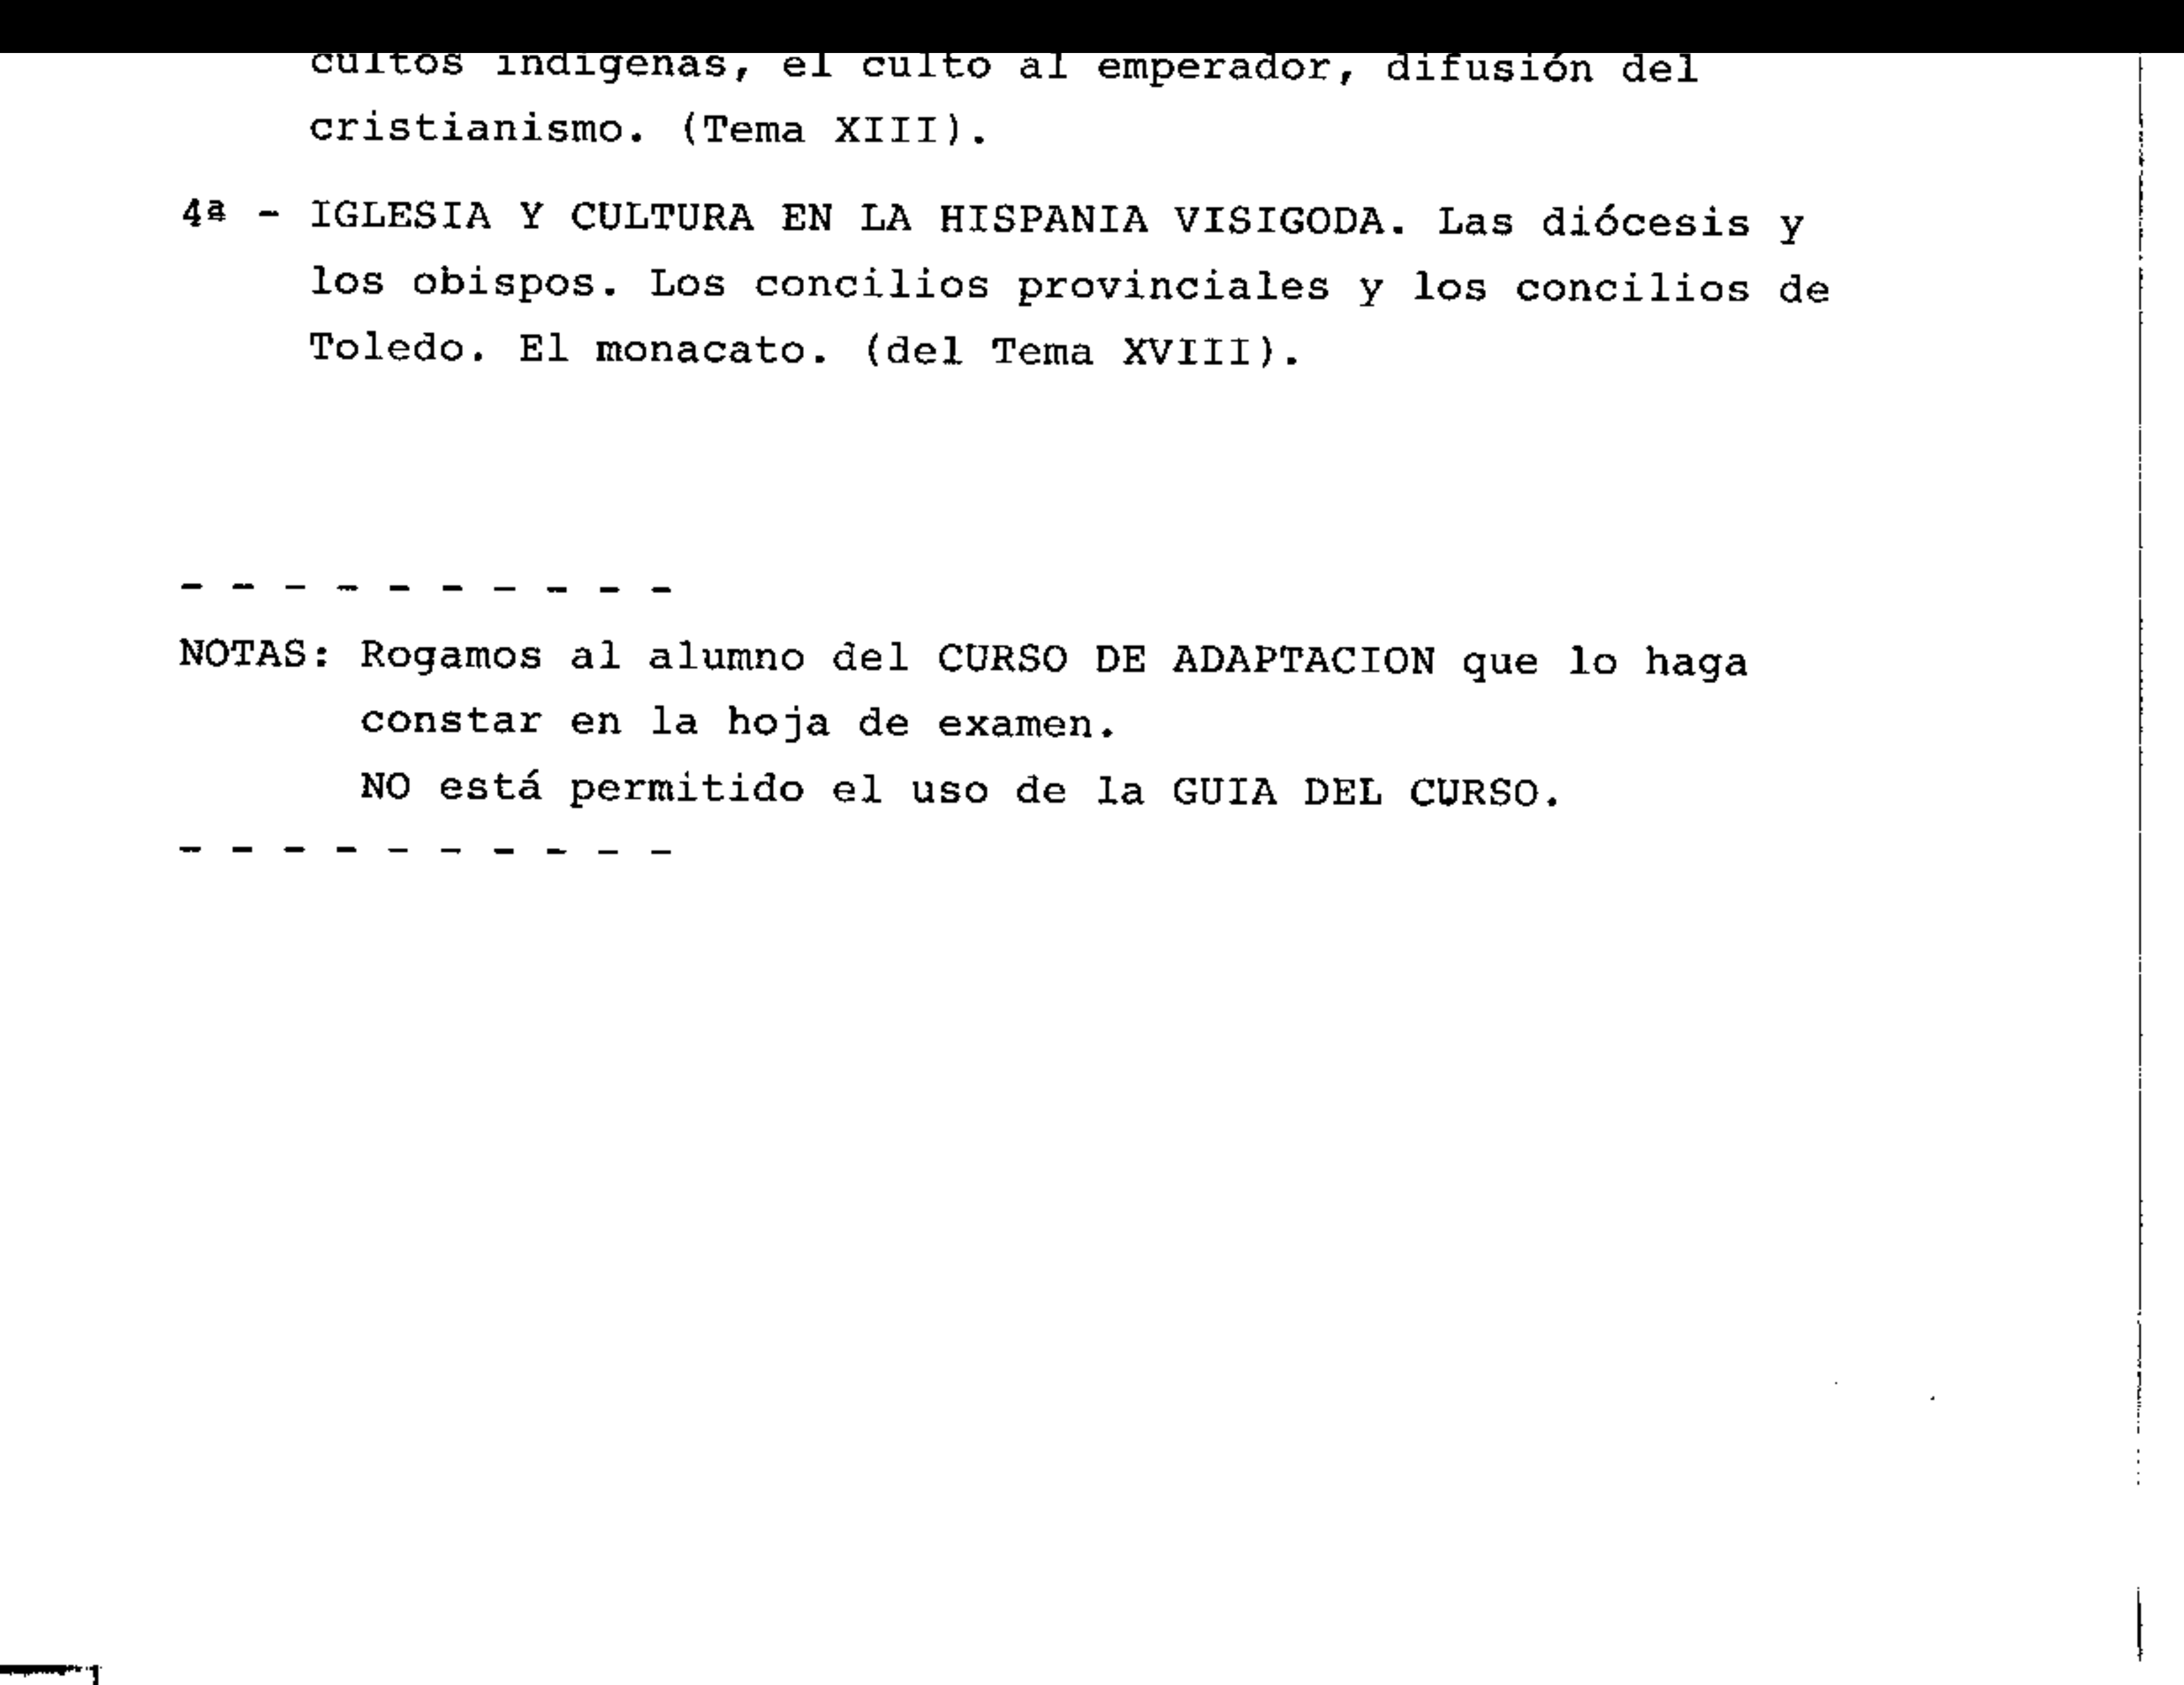 cultos indígenas, el culto al emperador, difusión del
cristianismo. (Tema XIII).
4ª - IGLESIA Y CULTURA EN LA HISPANIA VISIGODA. Las diócesis y
los obispos. Los concilios provinciales y los concilios de
Toledo. El monacato. (del Tema XVIII).
- - - - - - - - - -
NOTAS: Rogamos al alumno del CURSO DE ADAPTACION que lo haga
constar en la hoja de examen.
NO está permitido el uso de la GUIA DEL CURSO.
- - - - - - - - - -